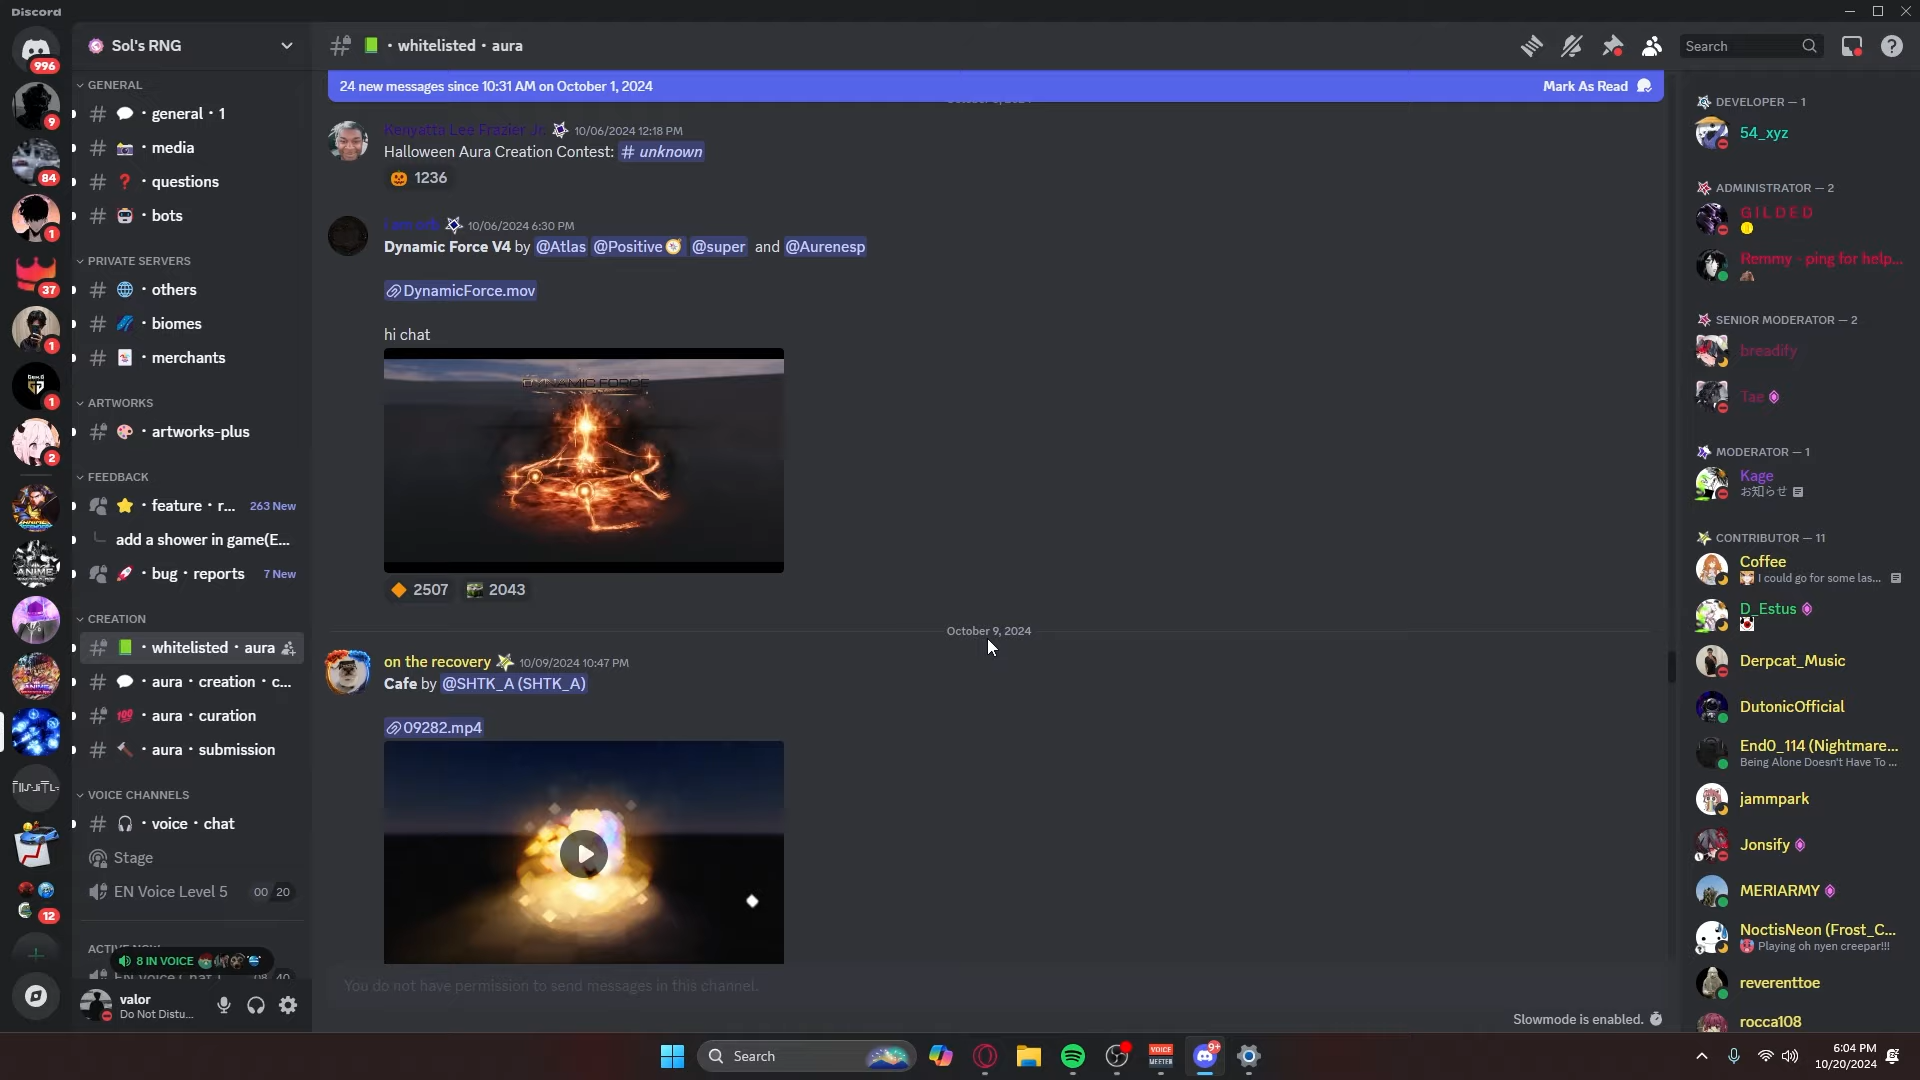 Discord
996
9
84
1
37
1
1
2
12
Sol's RNG
GENERAL
# 💬・general・1
# 📸・media
# ❓・questions
# 🤖・bots
PRIVATE SERVERS
# 🌐・others
# ・biomes
# 🃏・merchants
ARTWORKS
# 🎨・artworks-plus
FEEDBACK
⭐・feature・r... 263 New
add a shower in game(E...
🚀・bug・reports 7 New
CREATION
# 📗・whitelisted・aura
# 💬・aura・creation・c...
# 💯・aura・curation
# 🔨・aura・submission
VOICE CHANNELS
# 🎧・voice・chat
Stage
EN Voice Level 5 00 20
8 IN VOICE
valor
Do Not Distu...
# 📗・whitelisted・aura
Search
24 new messages since 10:31 AM on October 1, 2024 Mark As Read
Kenyatta Lee Frazier Jr. 10/06/2024 12:18 PM
Halloween Aura Creation Contest: # unknown
🎃 1236
10/06/2024 6:30 PM
Dynamic Force V4 by @Atlas @Positive🧭 @super and @Aurenesp
DynamicForce.mov
hi chat
DYNAMIC FORCE
🔶 2507 2043
October 9, 2024
on the recovery 10/09/2024 10:47 PM
Cafe by @SHTK_A (SHTK_A)
09282.mp4
You do not have permission to send messages in this channel.
Slowmode is enabled.
DEVELOPER — 1
54_xyz
ADMINISTRATOR — 2
G I L D E D
Remmy - ping for help...
SENIOR MODERATOR — 2
breadify
Tae
MODERATOR — 1
Kage
お知らせ
CONTRIBUTOR — 11
Coffee
I could go for some las...
D_Estus
Derpcat_Music
DutonicOfficial
End0_114 (Nightmare...
Being Alone Doesn't Have To ...
jammpark
Jonsify
MERIARMY
NoctisNeon (Frost_C...
🥵 Playing oh nyen creepar!!!
reverenttoe
rocca108
Search
VOICE
MEETER
9+
6:04 PM
10/20/2024